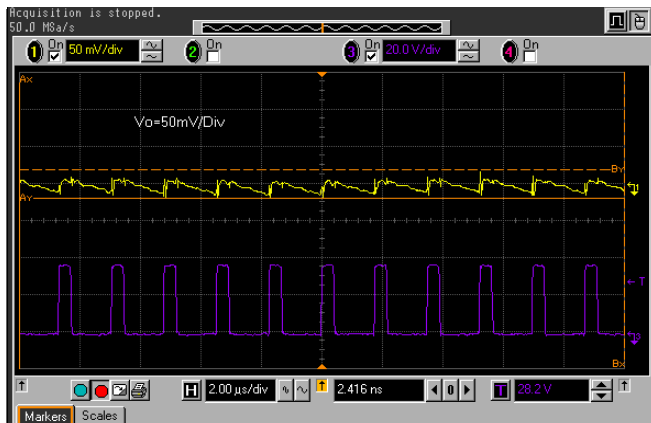 Acquisition is stopped.
50.0 MSa/s
1 On 50 mV/div 2 On 3 On 20.0 V/div 4 On
Ax
Vo=50mV/Div
By
1
Ay
T
3
Bx
H 2.00 µs/div 2.416 ns 0 T 28.2 V
Markers Scales